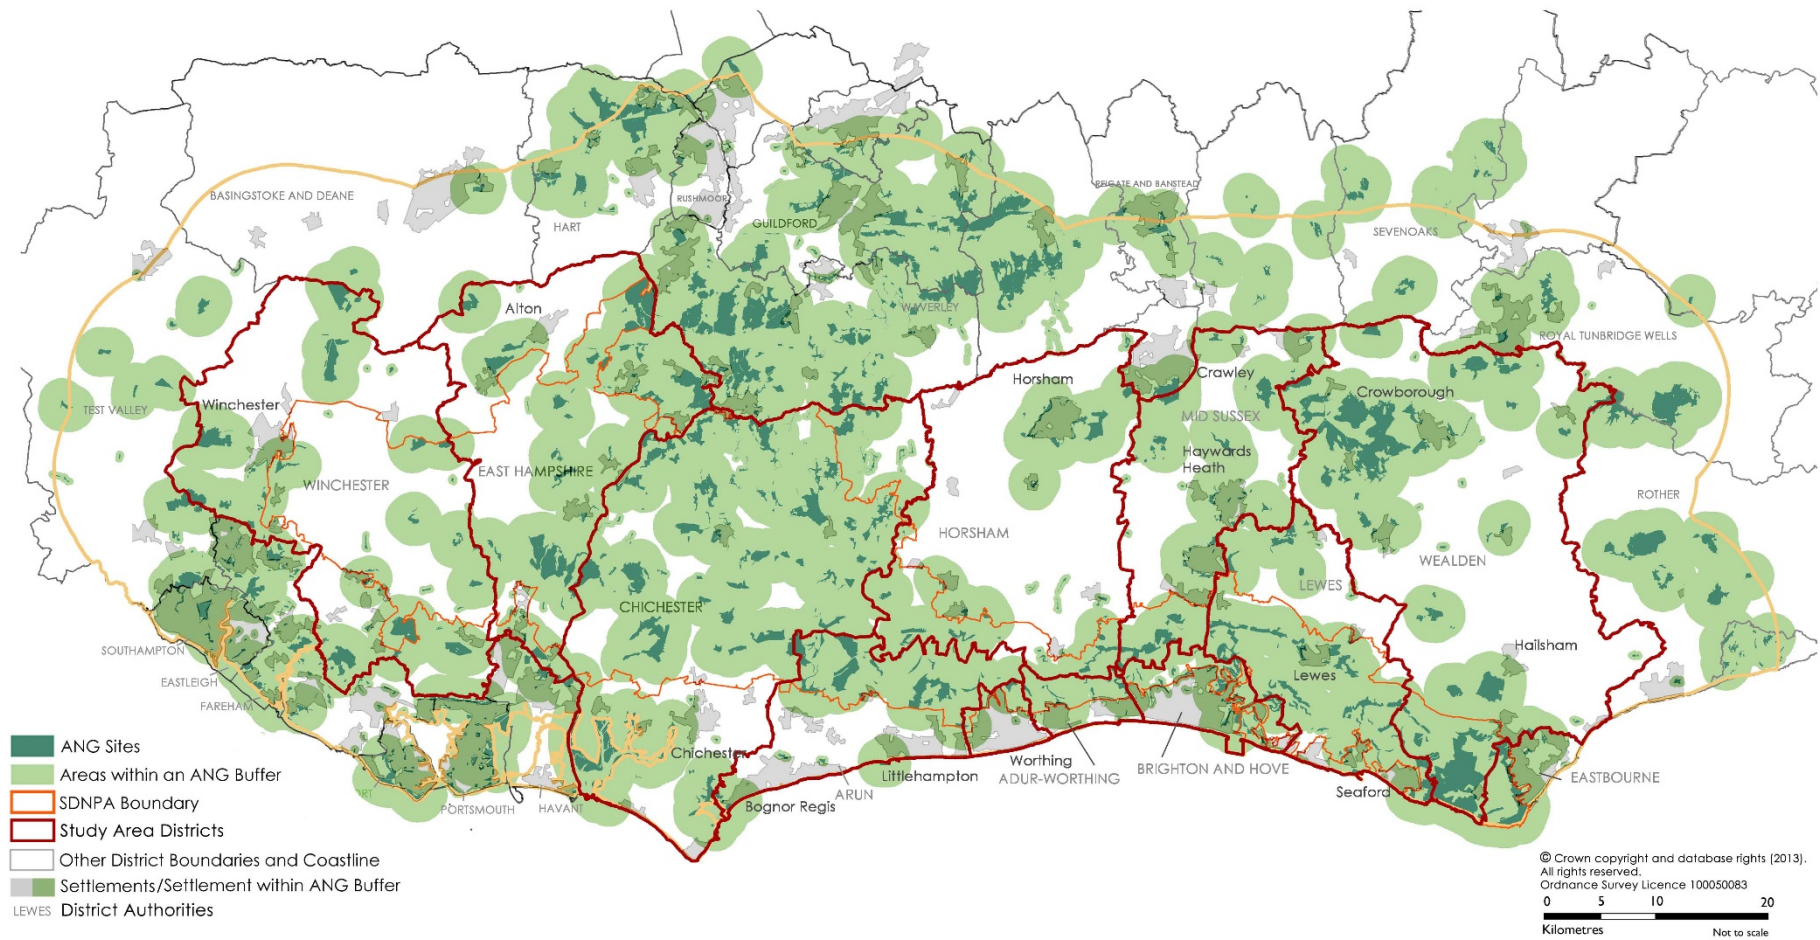 BASINGSTOKE AND DEANE
HART
RUSHMOOR
GUILDFORD
REIGATE AND BANSTEAD
SEVENOAKS
Alton
WAVERLEY
ROYAL TUNBRIDGE WELLS
TEST VALLEY
Winchester
Horsham
Crawley
Crowborough
MID SUSSEX
Haywards
Heath
WINCHESTER
EAST HAMPSHIRE
ROTHER
HORSHAM
WEALDEN
LEWES
CHICHESTER
SOUTHAMPTON
EASTLEIGH
FAREHAM
Hailsham
Lewes
Chichester
Worthing
Littlehampton
ADUR-WORTHING
BRIGHTON AND HOVE
EASTBOURNE
Seaford
ARUN
Bognor Regis
PORTSMOUTH
HAVANT
ANG Sites
Areas within an ANG Buffer
SDNPA Boundary
Study Area Districts
Other District Boundaries and Coastline
Settlements/Settlement within ANG Buffer
LEWES District Authorities
© Crown copyright and database rights (2013).
All rights reserved.
Ordnance Survey Licence 100050083
0 5 10 20
Kilometres
Not to scale